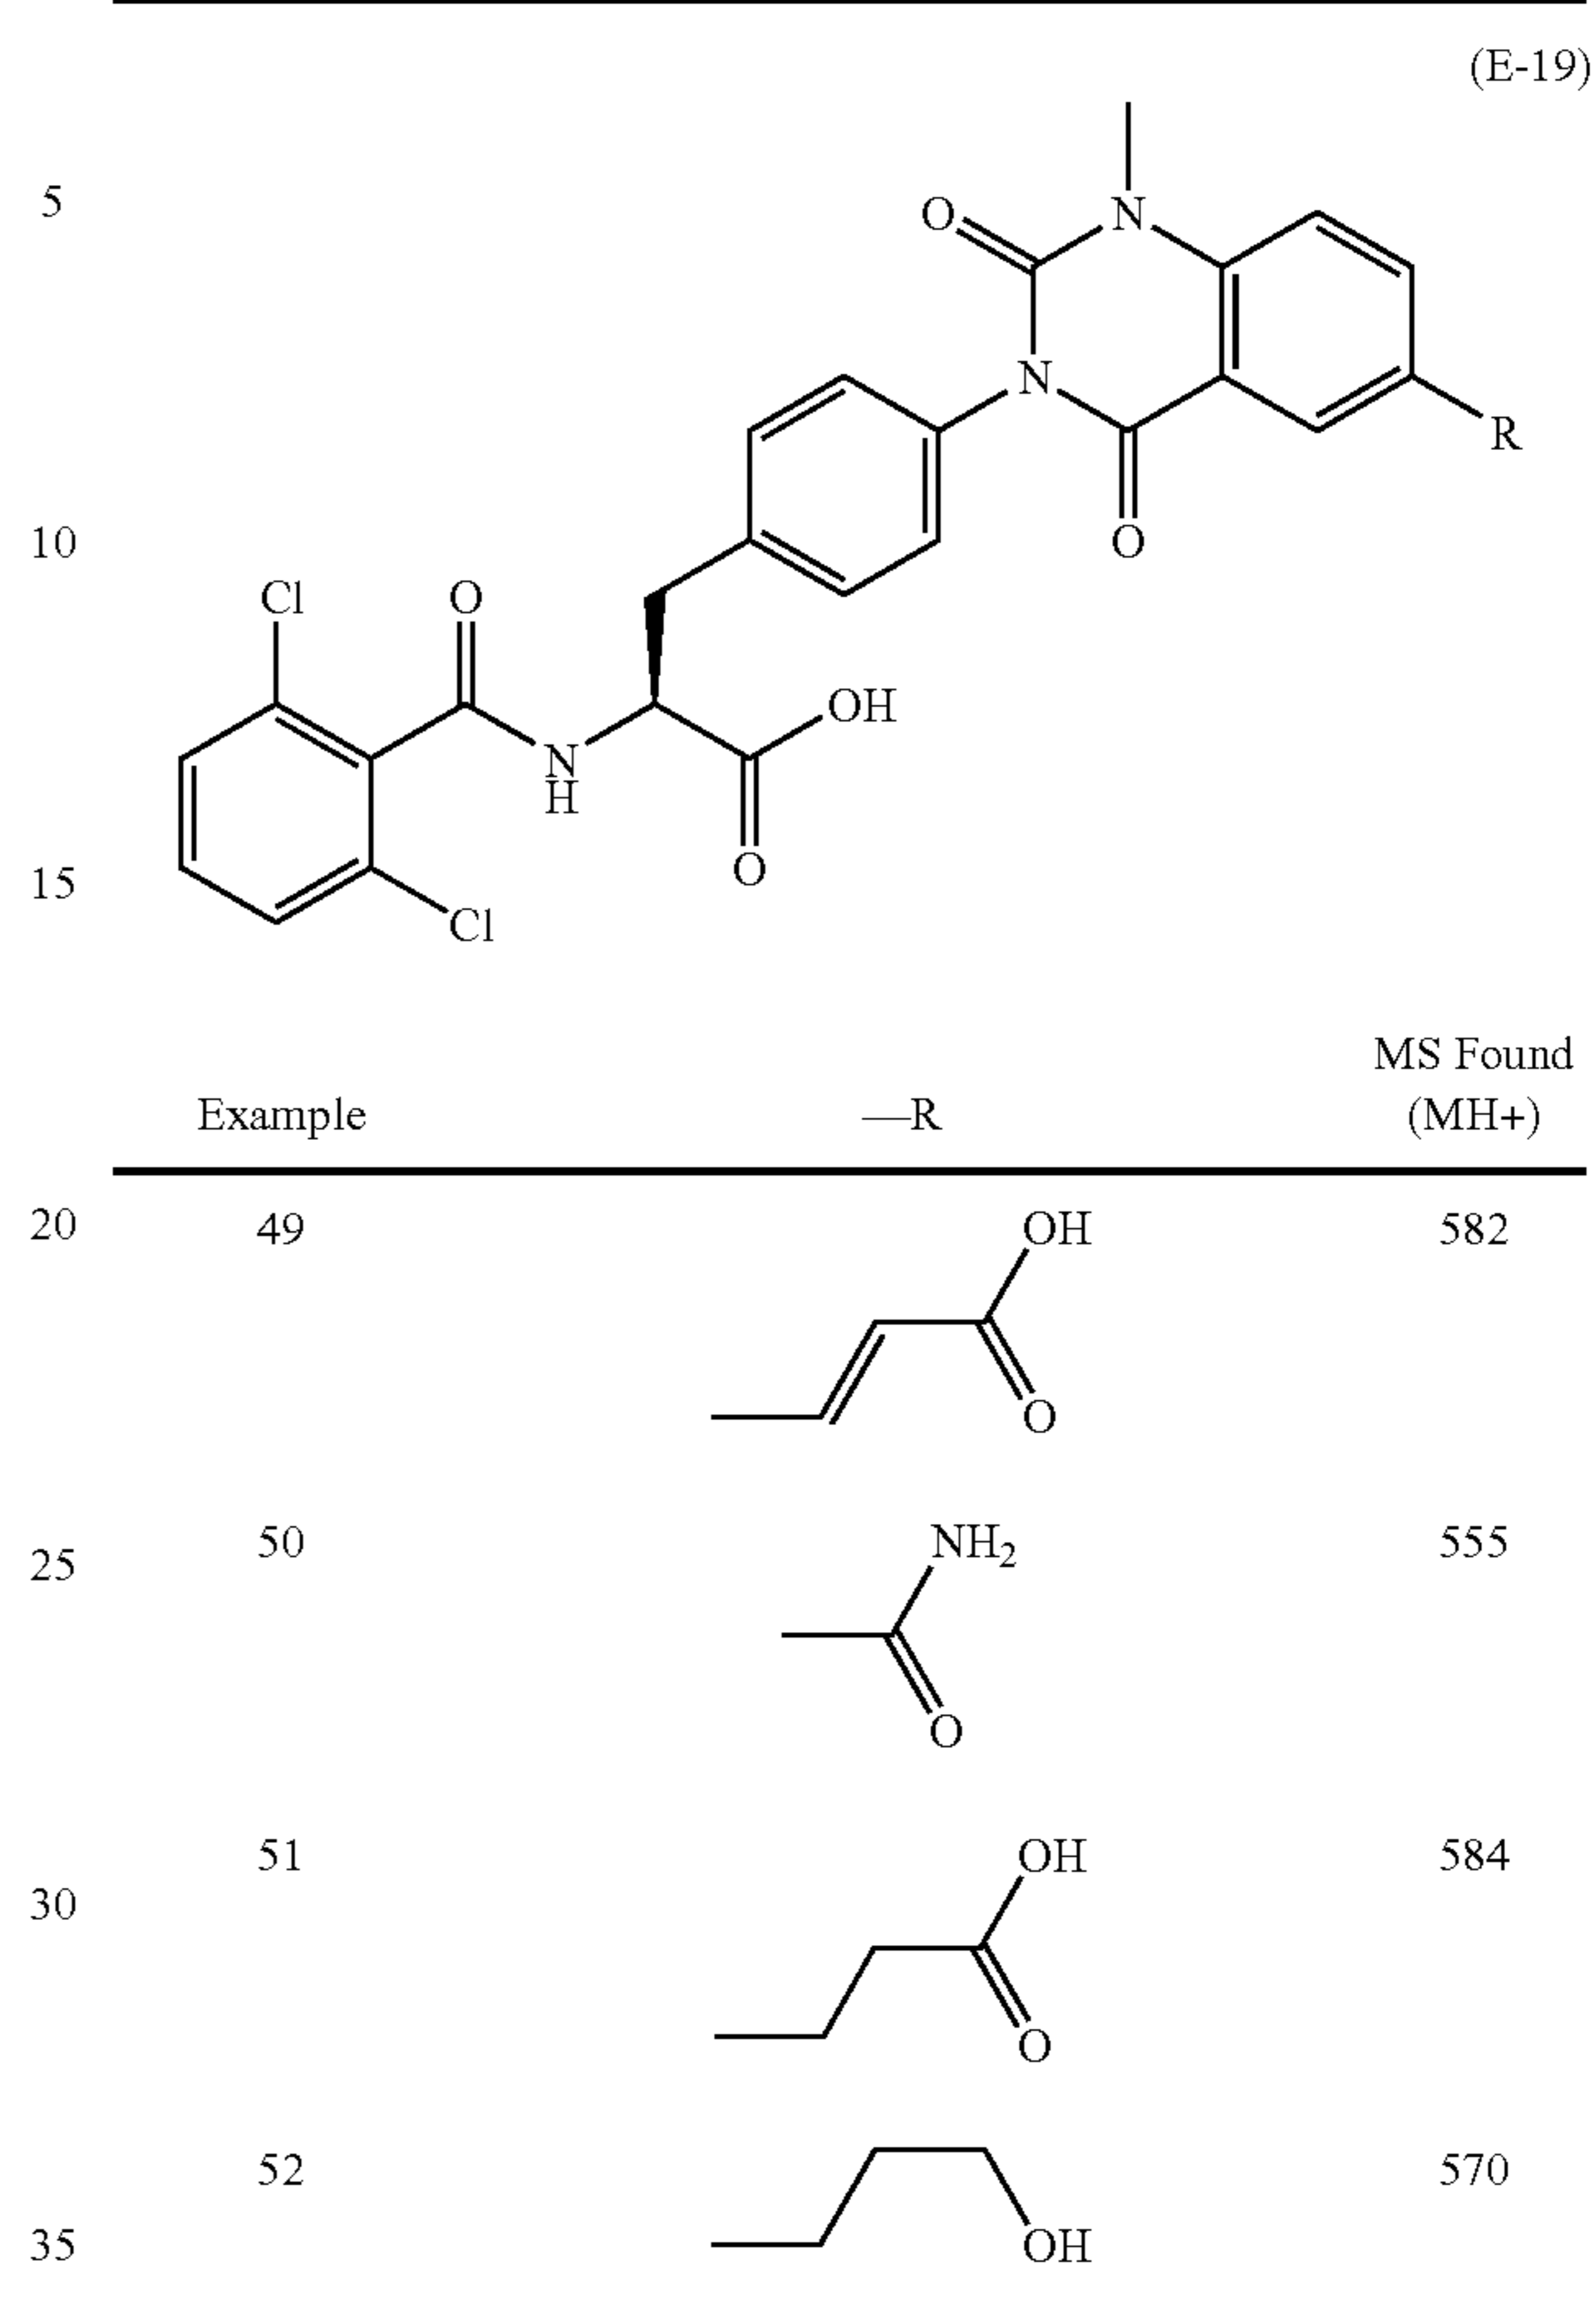 (E-19)
5
N
O
N
R
10
O
Cl
O
OH
N
H
15
O
Cl
MS Found
Example —R (MH+)
20 49 OH 582
O
25 50 NH2 555
O
51 OH 584
30
O
52 570
35 OH